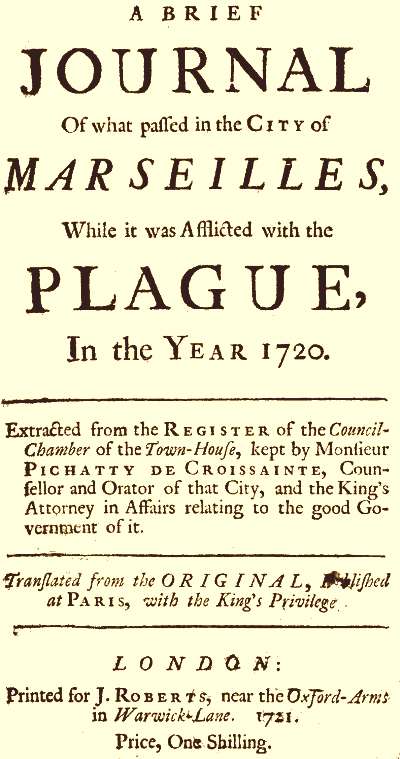 A BRIEF
JOURNAL
Of what paſſed in the CITY of
MARSEILLES,
While it was Afflicted with the
PLAGUE,
In the YEAR 1720.
Extracted from the REGISTER of the Council-
Chamber of the Town-Houſe, kept by Monſieur
PICHATTY DE CROISSAINTE, Coun-
ſellor and Orator of that City, and the King's
Attorney in Affairs relating to the good Go-
vernment of it.
Tranſlated from the ORIGINAL, Publiſhed
at PARIS, with the King's Privilege.
LONDON:
Printed for J. ROBERTS, near the Oxford-Arms
in Warwick-Lane. 1721.
Price, One Shilling.